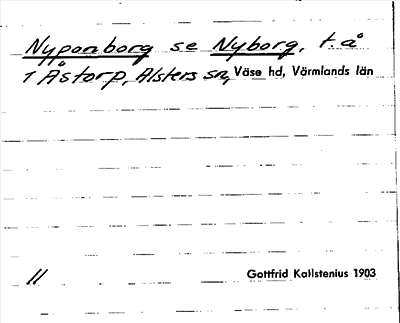 Nyponborg se Nyborg, t.å
1 Åstorp, Alsters sn, Väse hd, Värmlands län
11 Gottfrid Kallstenius 1903